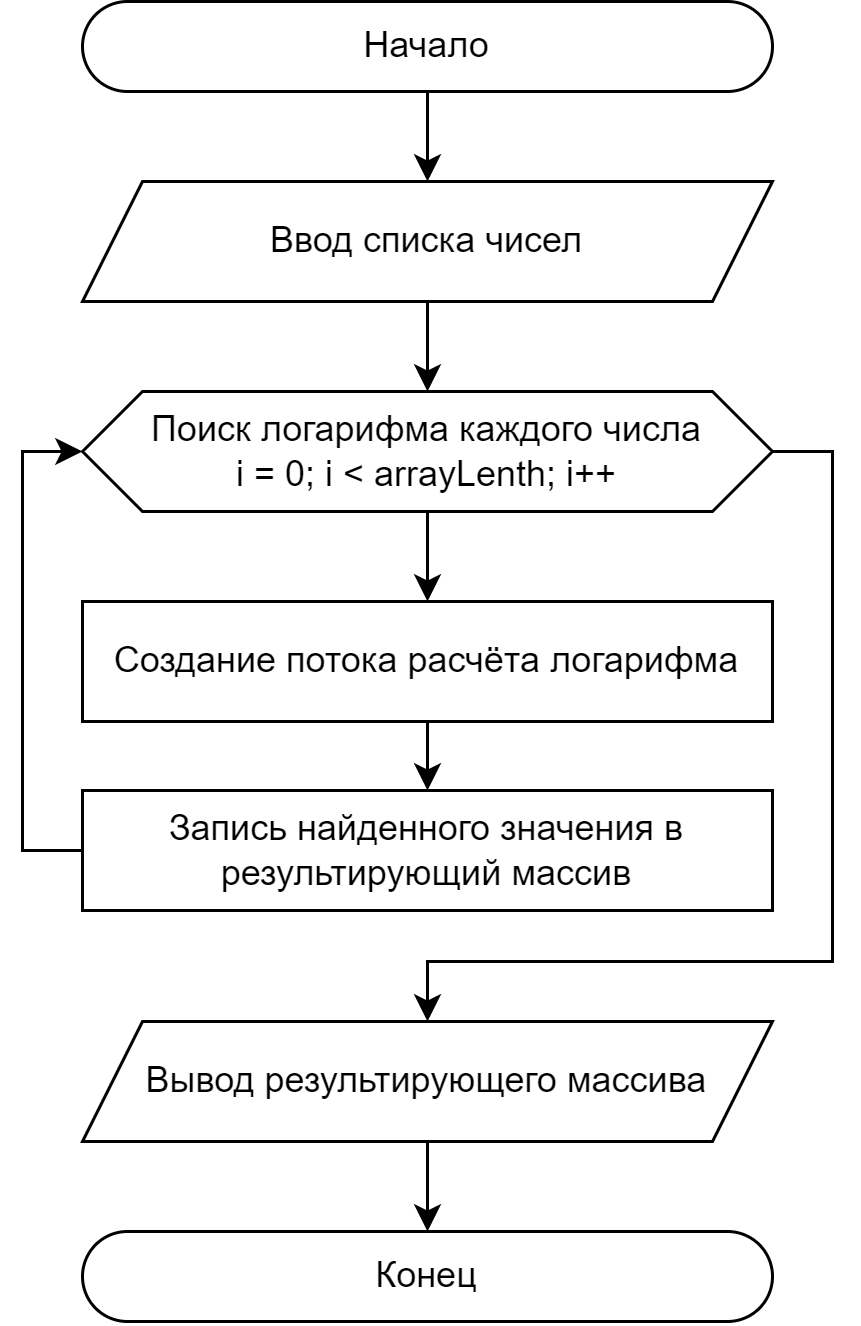 Начало
Ввод списка чисел
Поиск логарифма каждого числа
i = 0; i < arrayLenth; i++
Создание потока расчёта логарифма
Запись найденного значения в
результирующий массив
Вывод результирующего массива
Конец